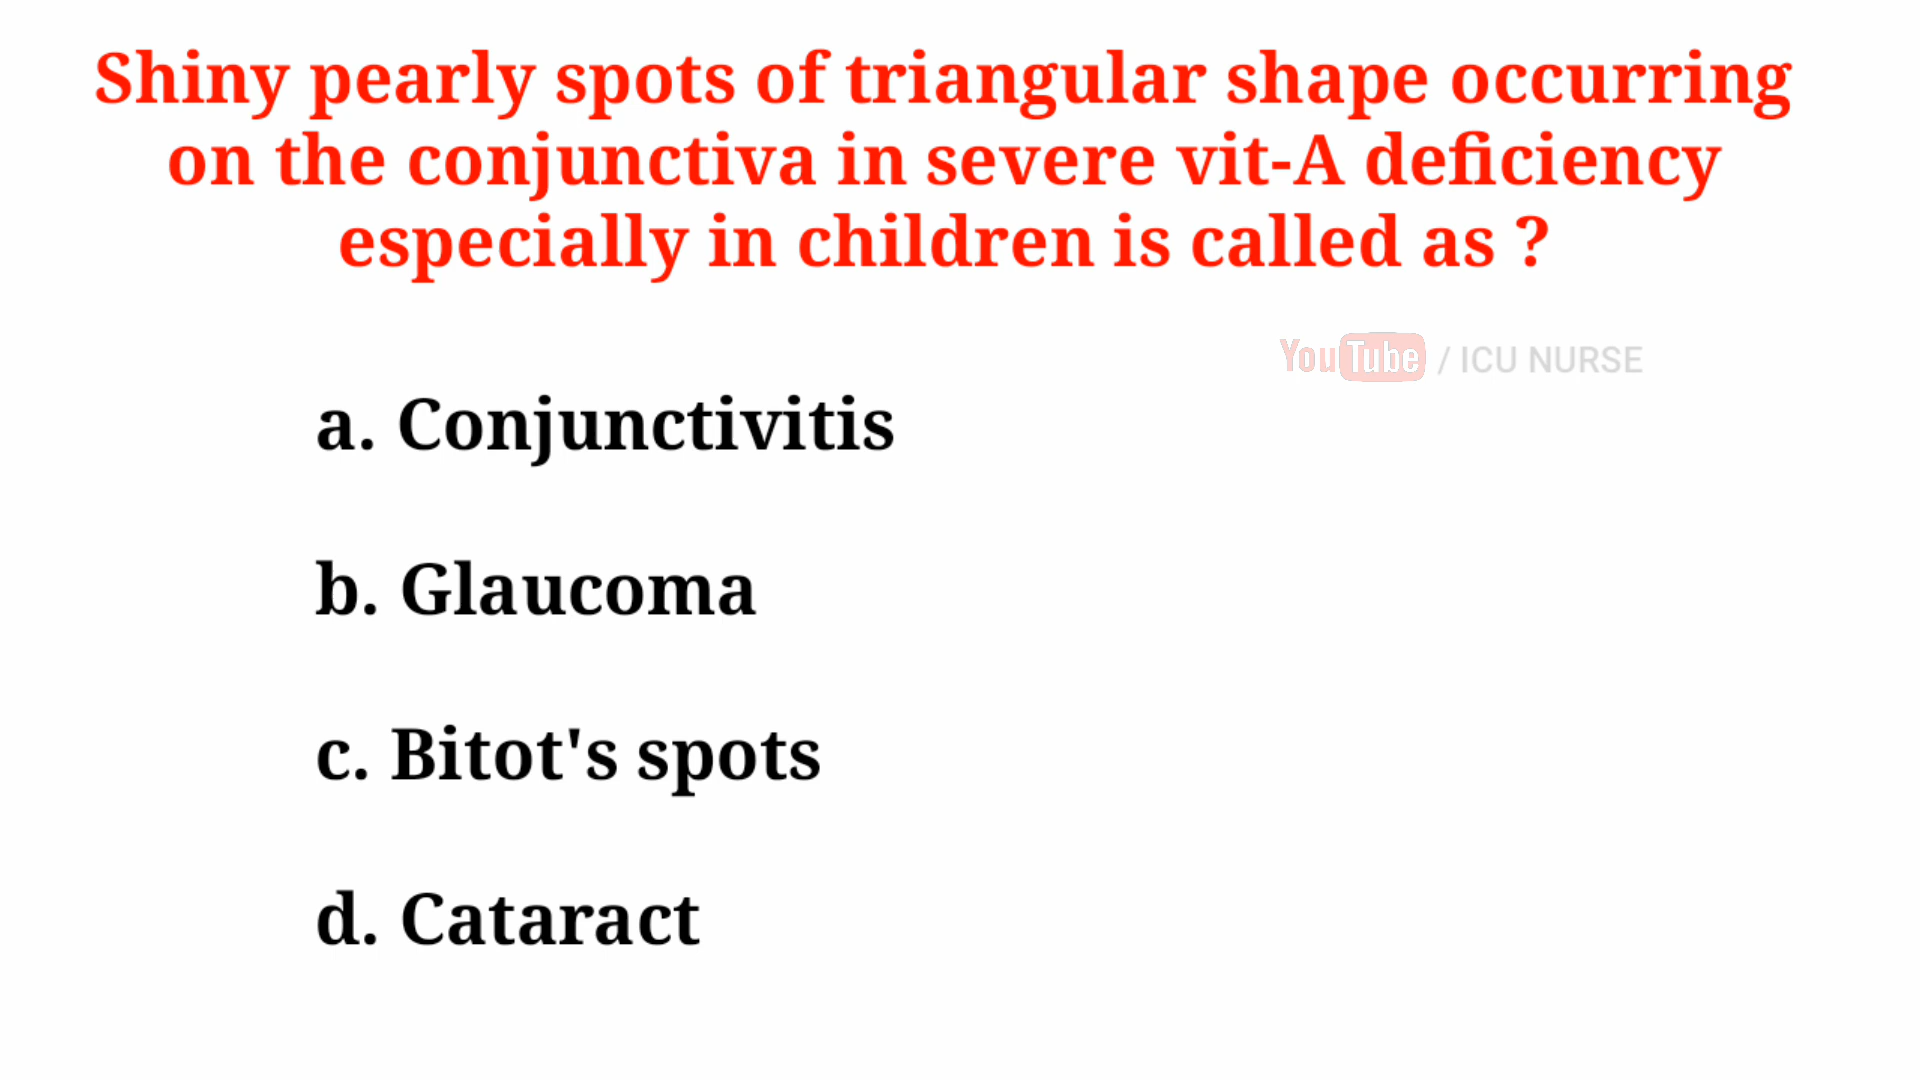 Shiny pearly spots of triangular shape occurring
on the conjunctiva in severe vit-A deficiency
especially in children is called as ?
YouTube / ICU NURSE
a. Conjunctivitis
b. Glaucoma
c. Bitot's spots
d. Cataract